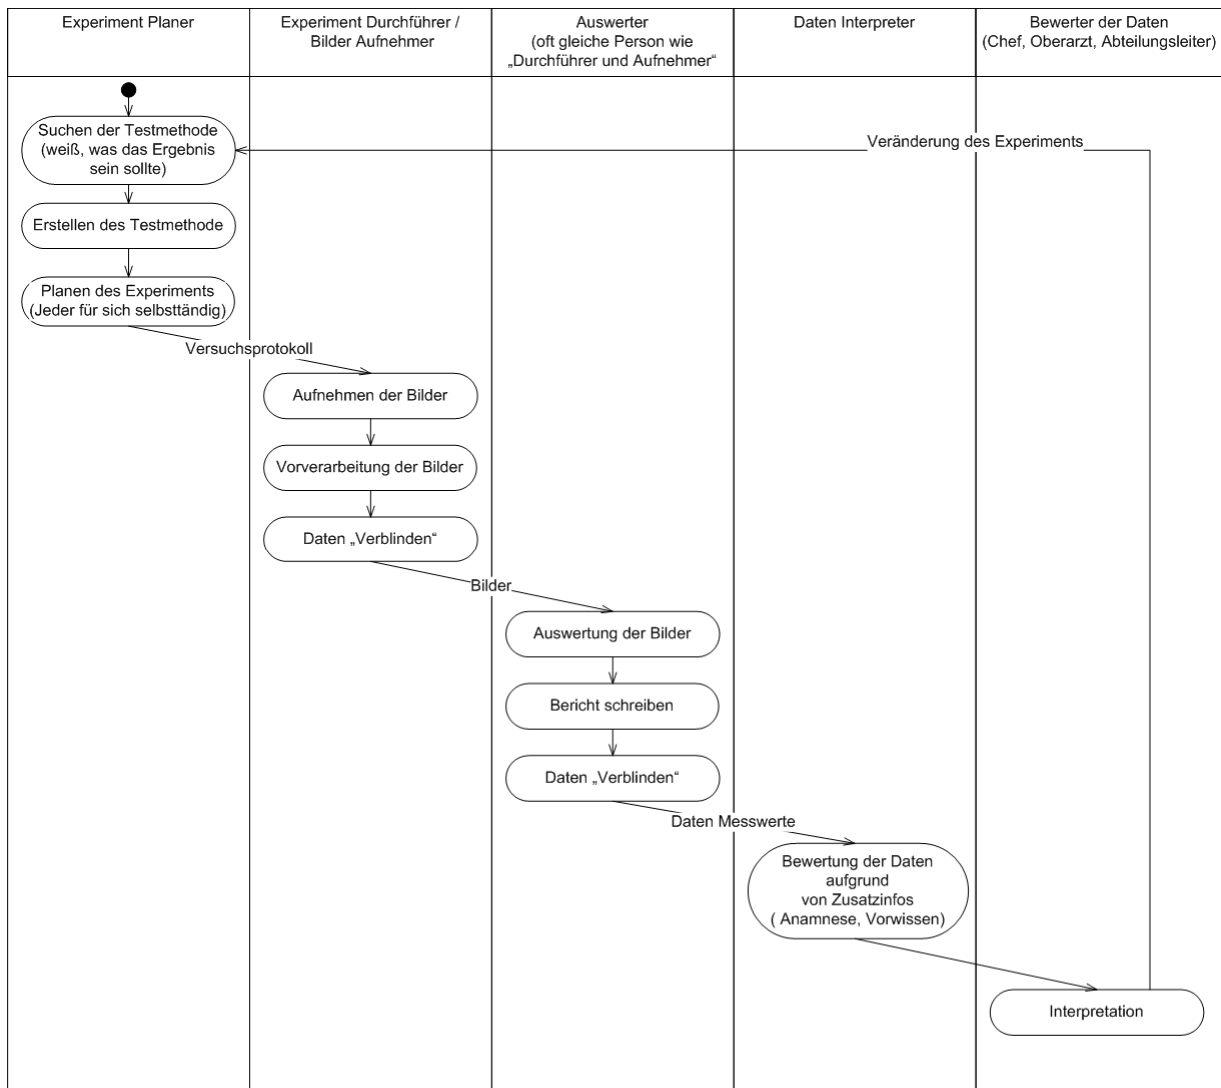 Experiment Planer
Experiment Durchführer /
Bilder Aufnehmer
Auswerter
(oft gleiche Person wie
„Durchführer und Aufnehmer“
Daten Interpreter
Bewerter der Daten
(Chef, Oberarzt, Abteilungsleiter)
Suchen der Testmethode
(weiß, was das Ergebnis
sein sollte)
Veränderung des Experiments
Erstellen des Testmethode
Planen des Experiments
(Jeder für sich selbsttändig)
Versuchsprotokoll
Aufnehmen der Bilder
Vorverarbeitung der Bilder
Daten „Verblinden“
Bilder
Auswertung der Bilder
Bericht schreiben
Daten „Verblinden“
Daten Messwerte
Bewertung der Daten
aufgrund
von Zusatzinfos
( Anamnese, Vorwissen)
Interpretation